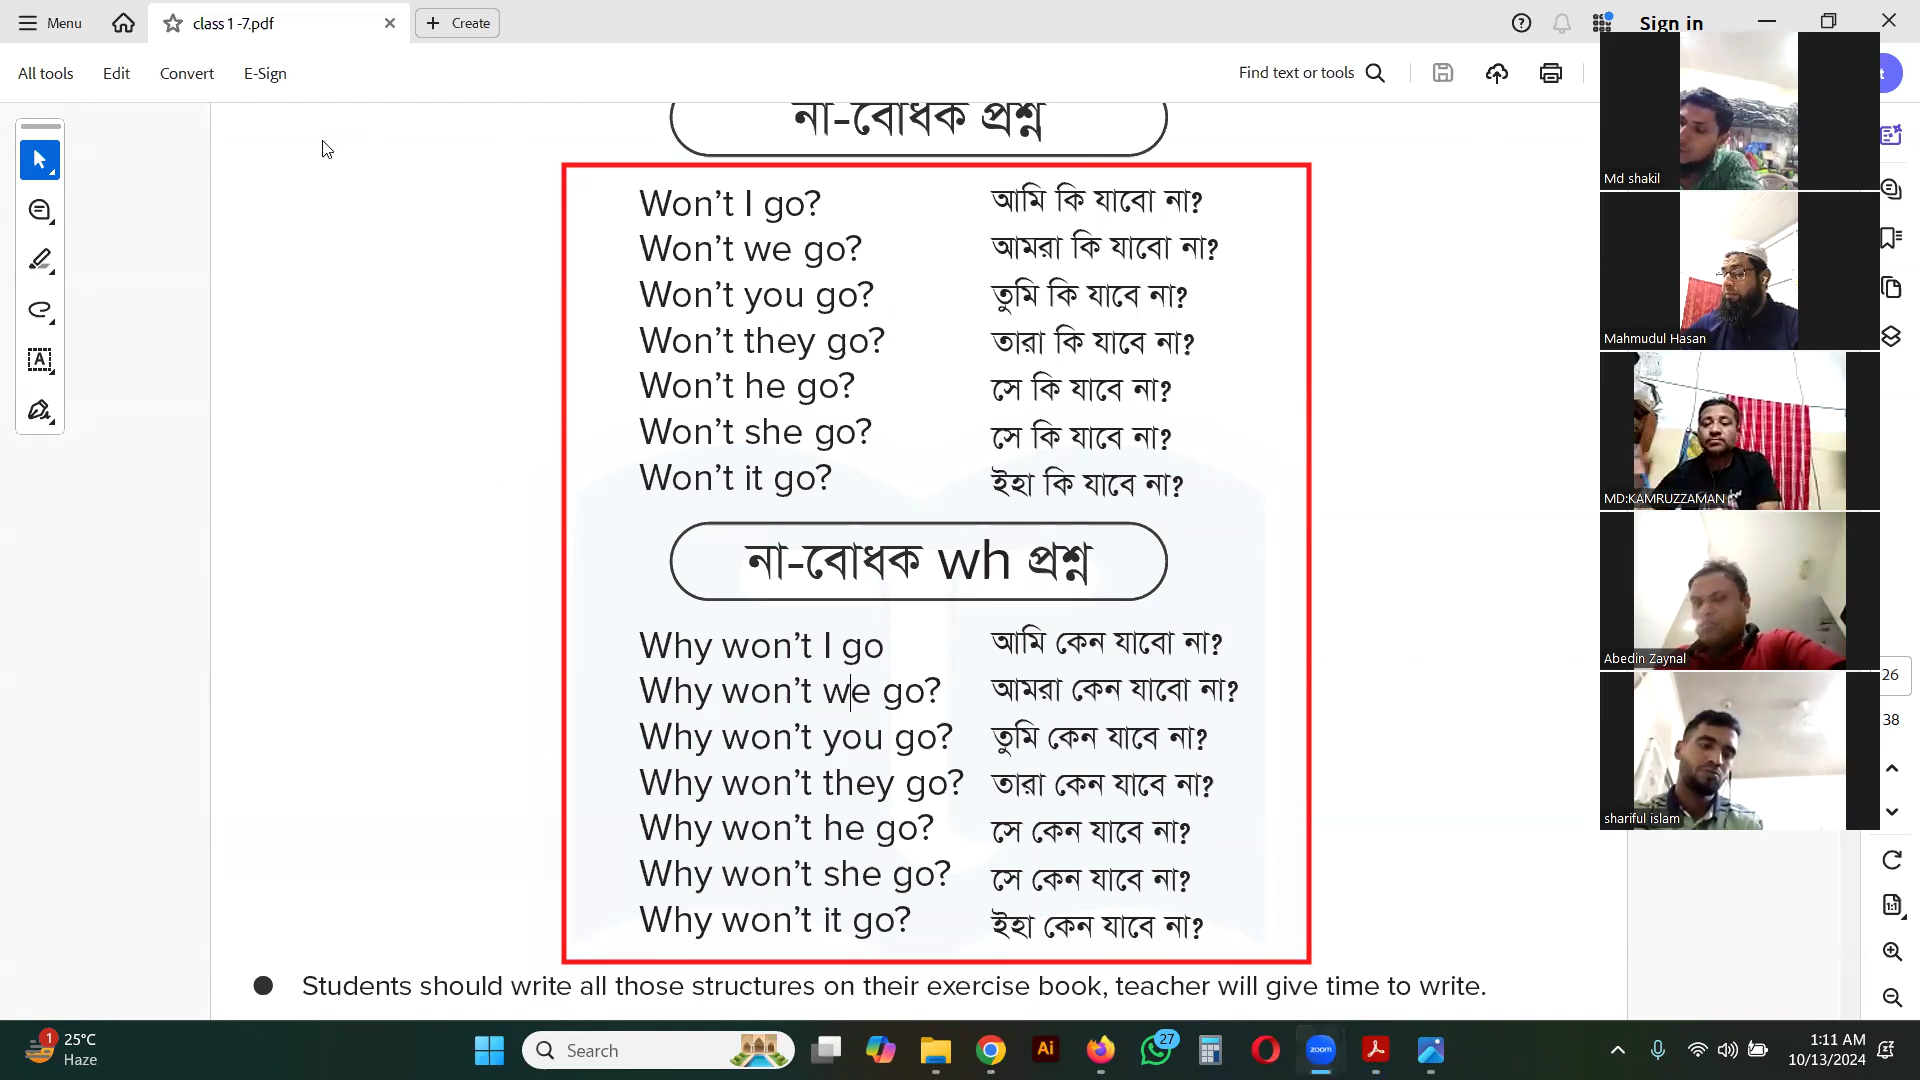 Menu
class 1 -7.pdf
Create
Sign in
All tools
Edit
Convert
E-Sign
Find text or tools
না-বোধক প্রশ্ন
Won't I go? আমি কি যাবো না?
Won't we go? আমরা কি যাবো না?
Won't you go? তুমি কি যাবে না?
Won't they go? তারা কি যাবে না?
Won't he go? সে কি যাবে না?
Won't she go? সে কি যাবে না?
Won't it go? ইহা কি যাবে না?
না-বোধক wh প্রশ্ন
Why won't I go আমি কেন যাবো না?
Why won't we go? আমরা কেন যাবো না?
Why won't you go? তুমি কেন যাবে না?
Why won't they go? তারা কেন যাবে না?
Why won't he go? সে কেন যাবে না?
Why won't she go? সে কেন যাবে না?
Why won't it go? ইহা কেন যাবে না?
Students should write all those structures on their exercise book, teacher will give time to write.
Md shakil
Mahmudul Hasan
MD:KAMRUZZAMAN
Abedin Zaynal
shariful islam
t
26
38
1:1
1
25°C
Haze
Search
Ai
27
zoom
1:11 AM
10/13/2024